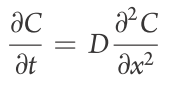 ∂C/∂t = D ∂²C/∂x²